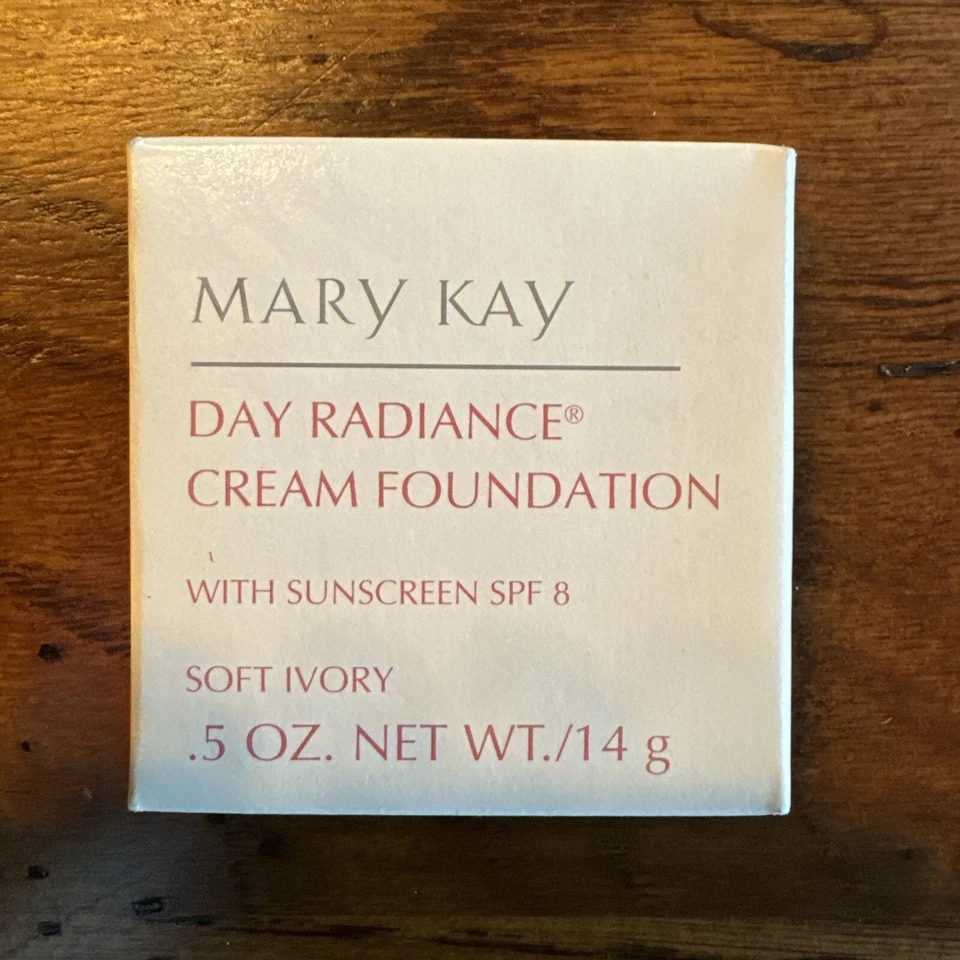 MARY KAY
DAY RADIANCE®
CREAM FOUNDATION
WITH SUNSCREEN SPF 8
SOFT IVORY
.5 OZ. NET WT./14 g